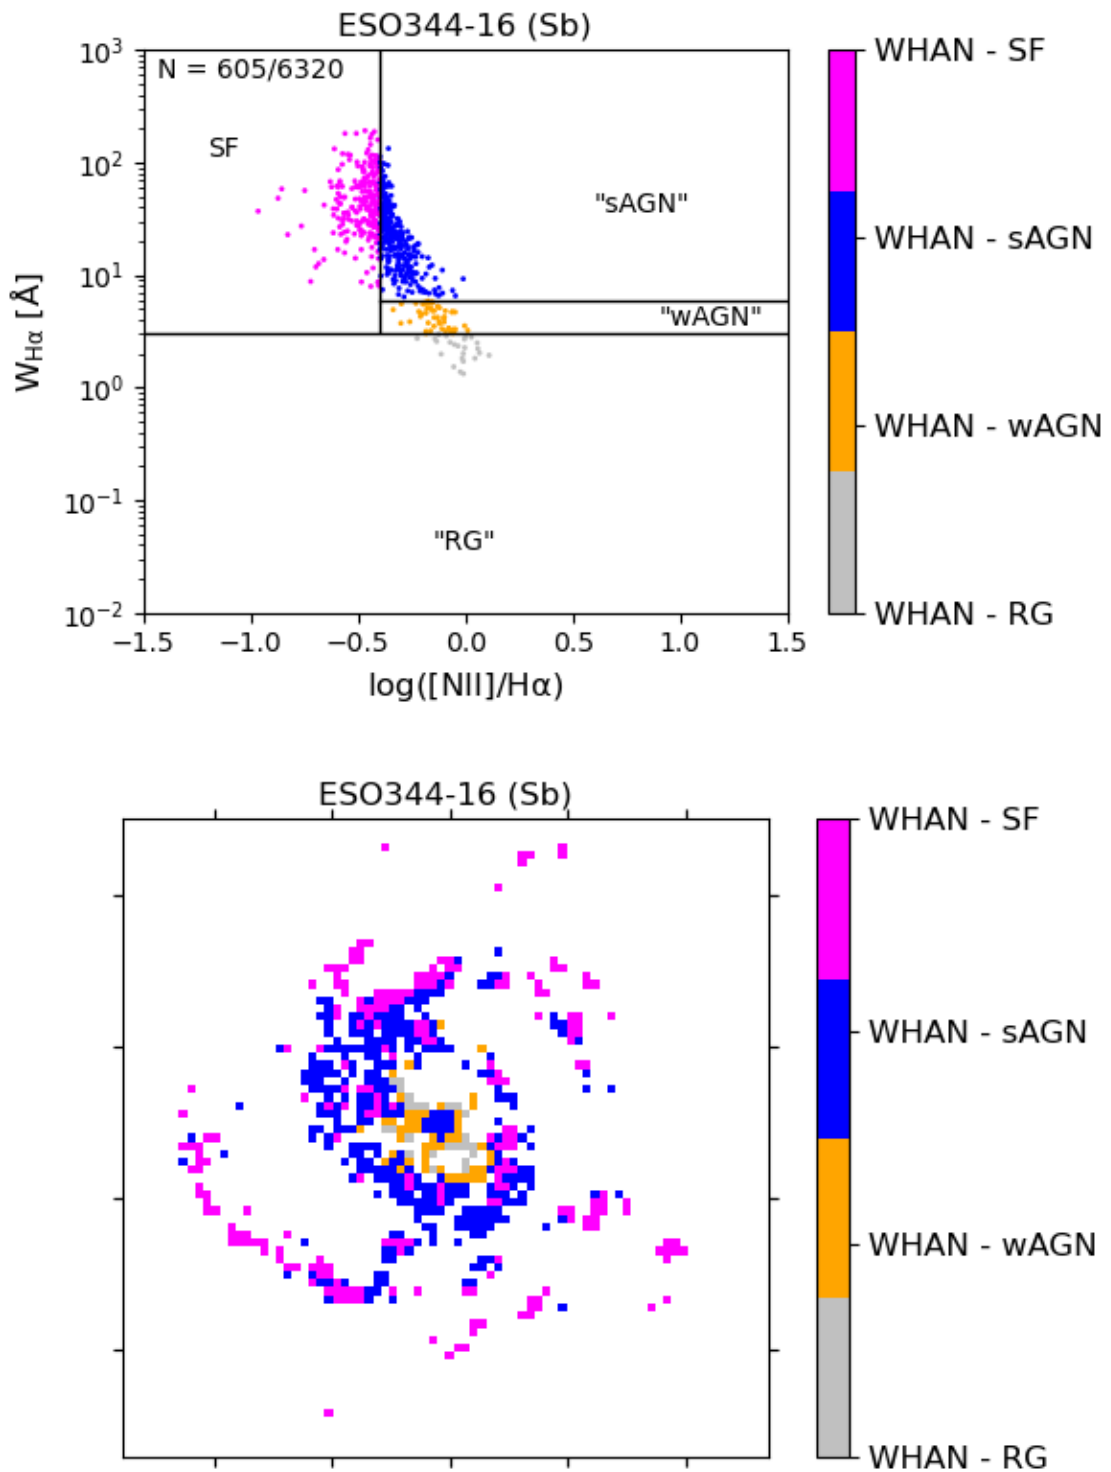 ESO344-16 (Sb)
N = 605/6320
SF
"sAGN"
"wAGN"
"RG"
10³
10²
10¹
10⁰
10⁻¹
10⁻²
W_Hα [Å]
−1.5 −1.0 −0.5 0.0 0.5 1.0 1.5
log([NII]/Hα)
WHAN - SF
WHAN - sAGN
WHAN - wAGN
WHAN - RG
ESO344-16 (Sb)
WHAN - SF
WHAN - sAGN
WHAN - wAGN
WHAN - RG